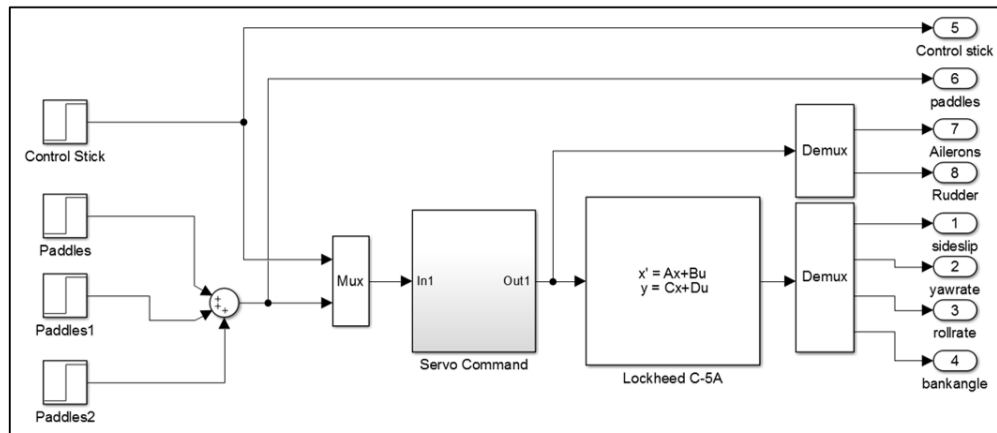 5
Control stick
6
paddles
Control Stick
7
Ailerons
Demux
8
Rudder
Paddles
Mux
In1
Out1
Servo Command
x' = Ax+Bu
y = Cx+Du
Lockheed C-5A
Demux
1
sideslip
2
yawrate
3
rollrate
4
bankangle
Paddles1
+
+
+
Paddles2